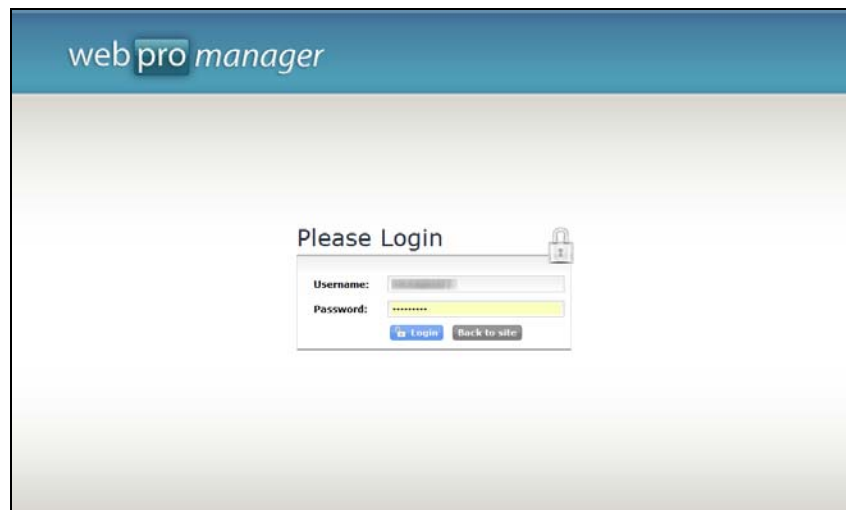 web pro manager
Please Login
Username:
Password: •••••••••
Login Back to site